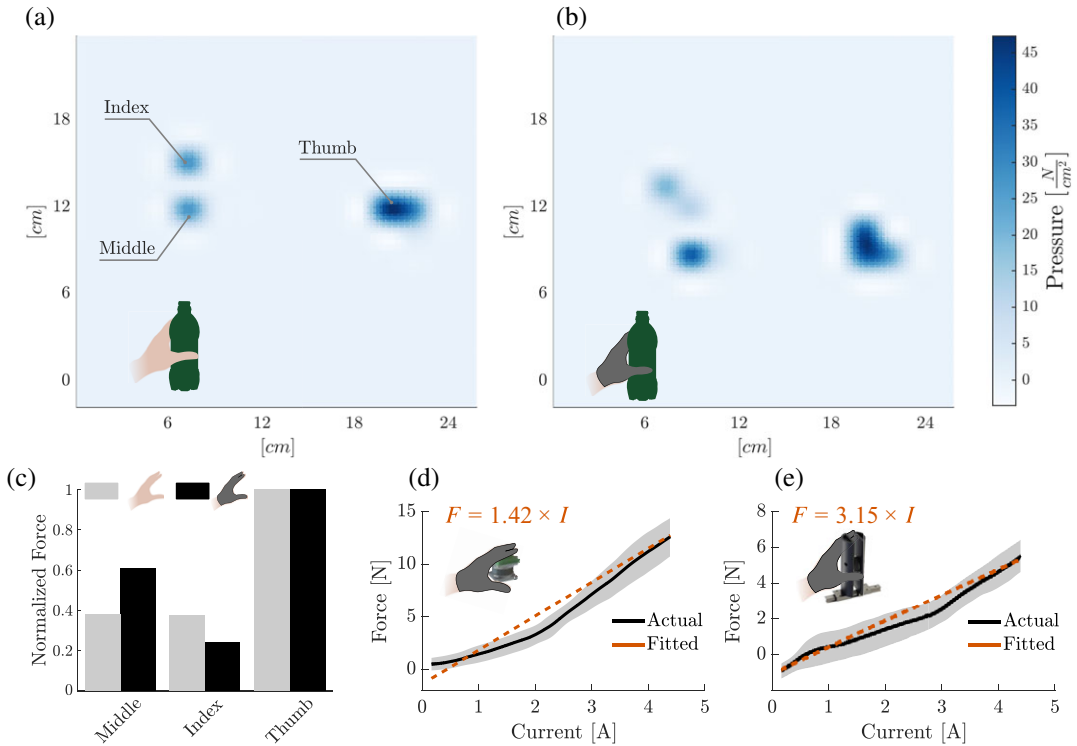 (a)
(b)
Index
Thumb
Middle
18
12
6
0
[cm]
6
12
18
24
[cm]
18
12
6
0
[cm]
6
12
18
24
[cm]
45
40
35
30
25
20
15
10
5
0
Pressure [N/cm²]
(c)
1
0.8
0.6
0.4
0.2
0
Normalized Force
Middle
Index
Thumb
(d)
F = 1.42 × I
15
10
5
0
Force [N]
Actual
Fitted
0
1
2
3
4
5
Current [A]
(e)
F = 3.15 × I
8
6
4
2
0
Force [N]
Actual
Fitted
0
1
2
3
4
5
Current [A]